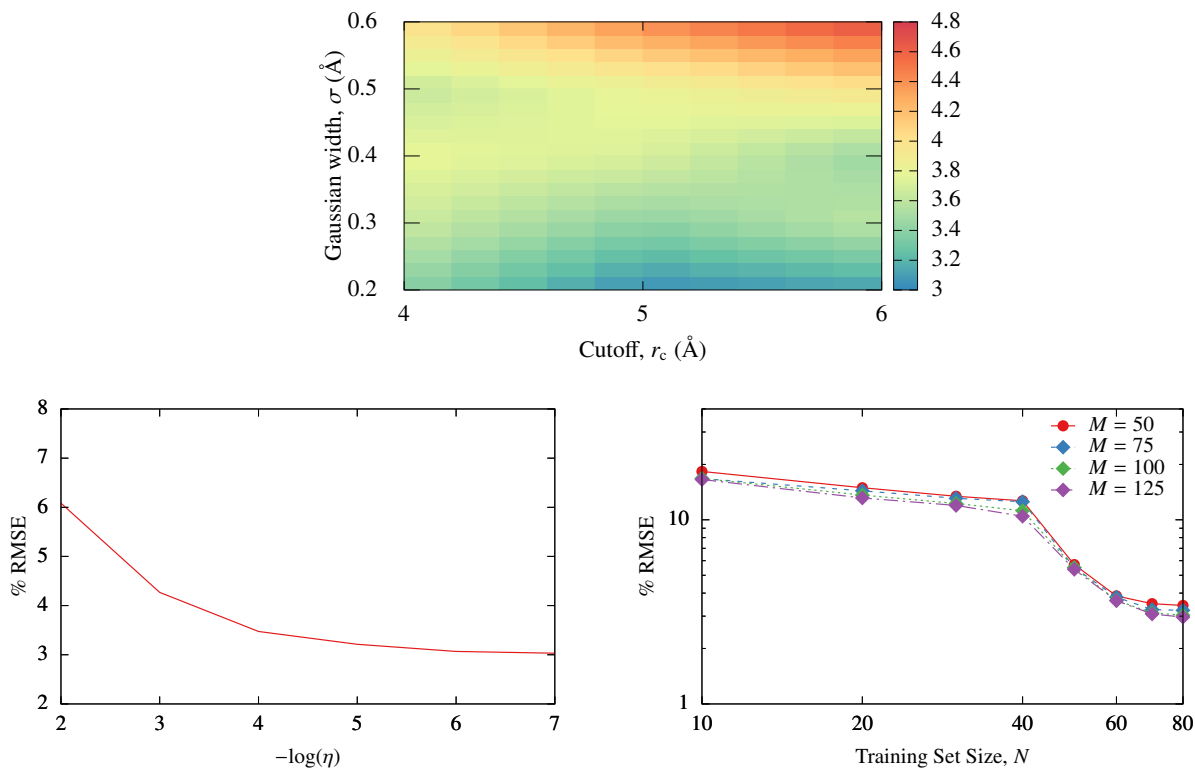 0.6
0.5
0.4
0.3
0.2
Gaussian width, σ (Å)
4 5 6
Cutoff, r_c (Å)
4.8
4.6
4.4
4.2
4
3.8
3.6
3.4
3.2
3
8
7
6
5
4
3
2
% RMSE
2 3 4 5 6 7
−log(η)
10
1
% RMSE
M = 50
M = 75
M = 100
M = 125
10 20 40 60 80
Training Set Size, N